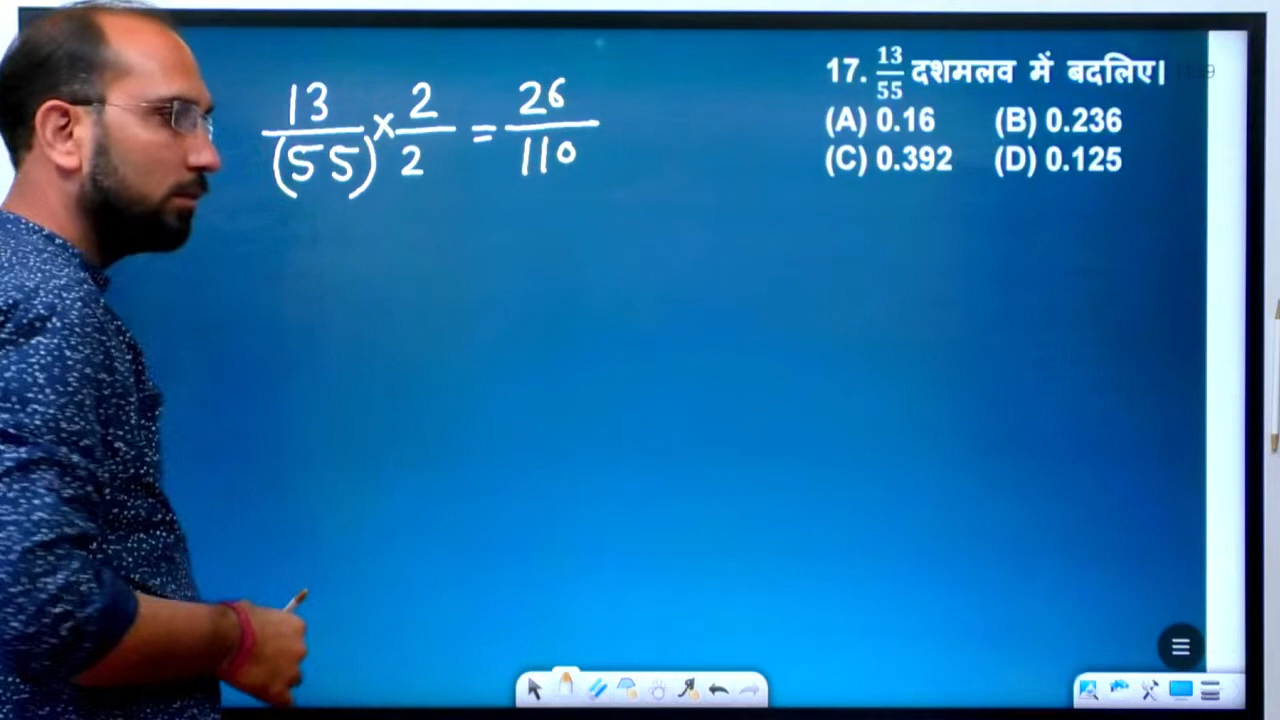 13/(55) × 2/2 = 26/110
17. 13/55 दशमलव में बदलिए।
(A) 0.16 (B) 0.236
(C) 0.392 (D) 0.125